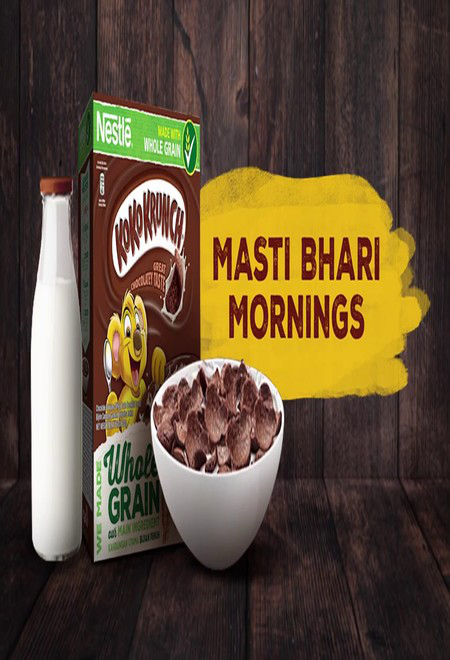 Nestlé
MADE WITH
WHOLE GRAIN
KOKO KRUNCH
GREAT
CHOCOLATEY TASTE
MASTI BHARI
MORNINGS
WE MADE
Whole
GRAIN
our MAIN INGREDIENT